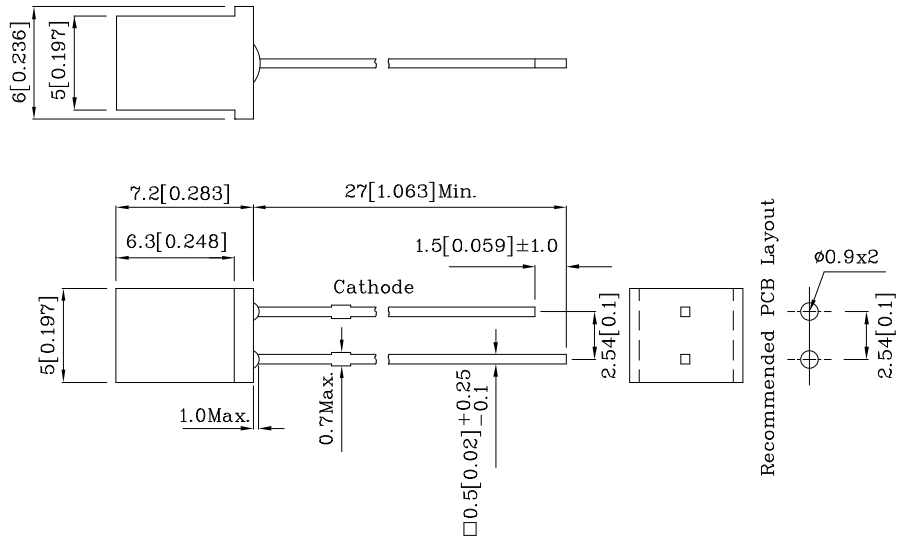 6[0.236]
5[0.197]
7.2[0.283]
27[1.063]Min.
6.3[0.248]
1.5[0.059]±1.0
Cathode
5[0.197]
1.0Max.
0.7Max.
□0.5[0.02]+0.25
-0.1
2.54[0.1]
Recommended PCB Layout
ø0.9x2
2.54[0.1]